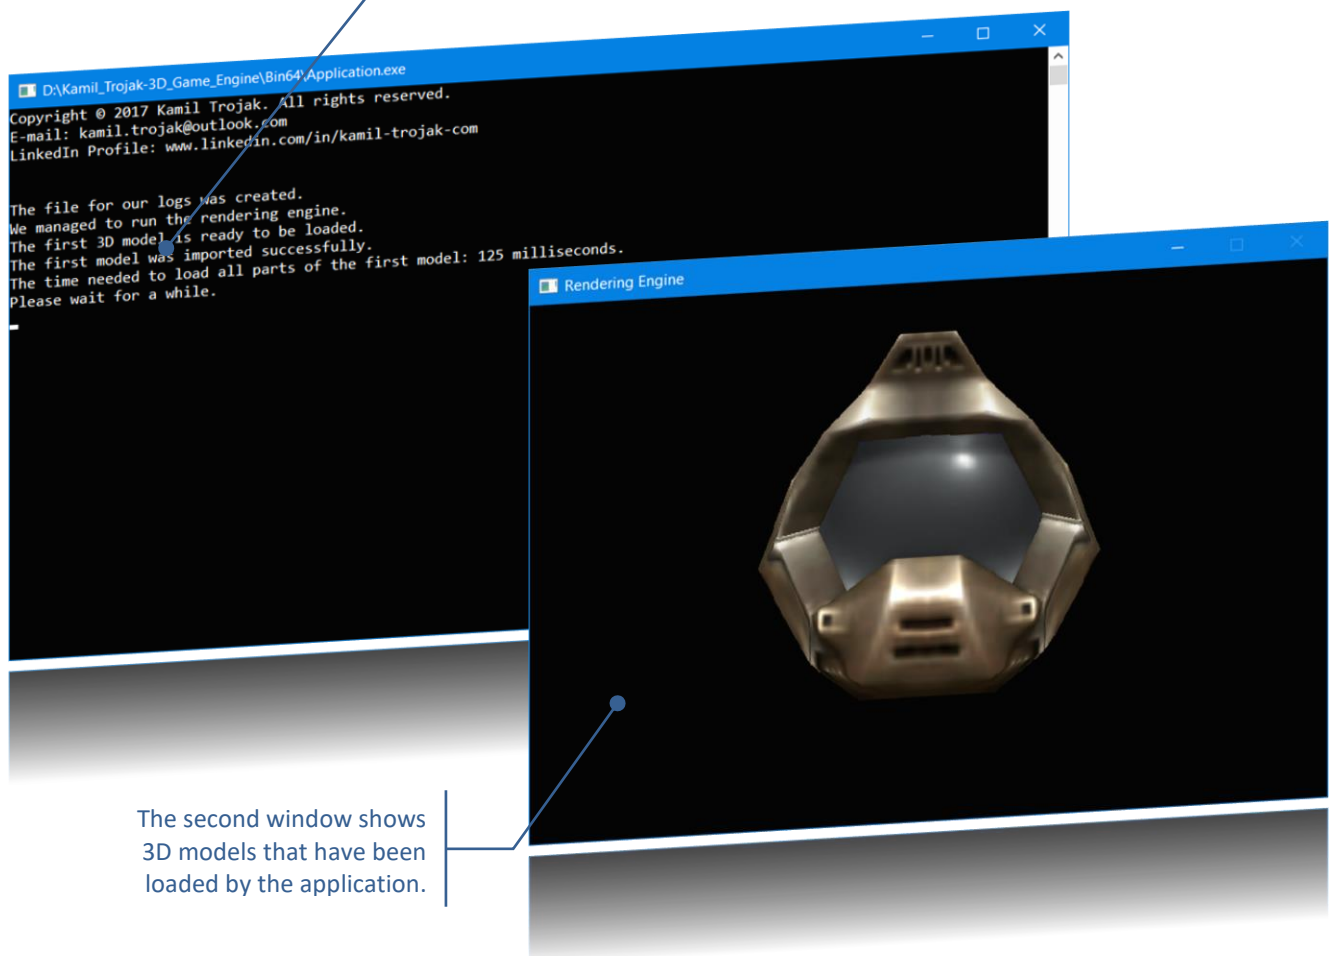 D:\Kamil_Trojak-3D_Game_Engine\Bin64\Application.exe
Copyright © 2017 Kamil Trojak. All rights reserved.
E-mail: kamil.trojak@outlook.com
LinkedIn Profile: www.linkedin.com/in/kamil-trojak-com
The file for our logs was created.
We managed to run the rendering engine.
The first 3D model is ready to be loaded.
The first model was imported successfully.
The time needed to load all parts of the first model: 125 milliseconds.
Please wait for a while.
Rendering Engine
The second window shows
3D models that have been
loaded by the application.